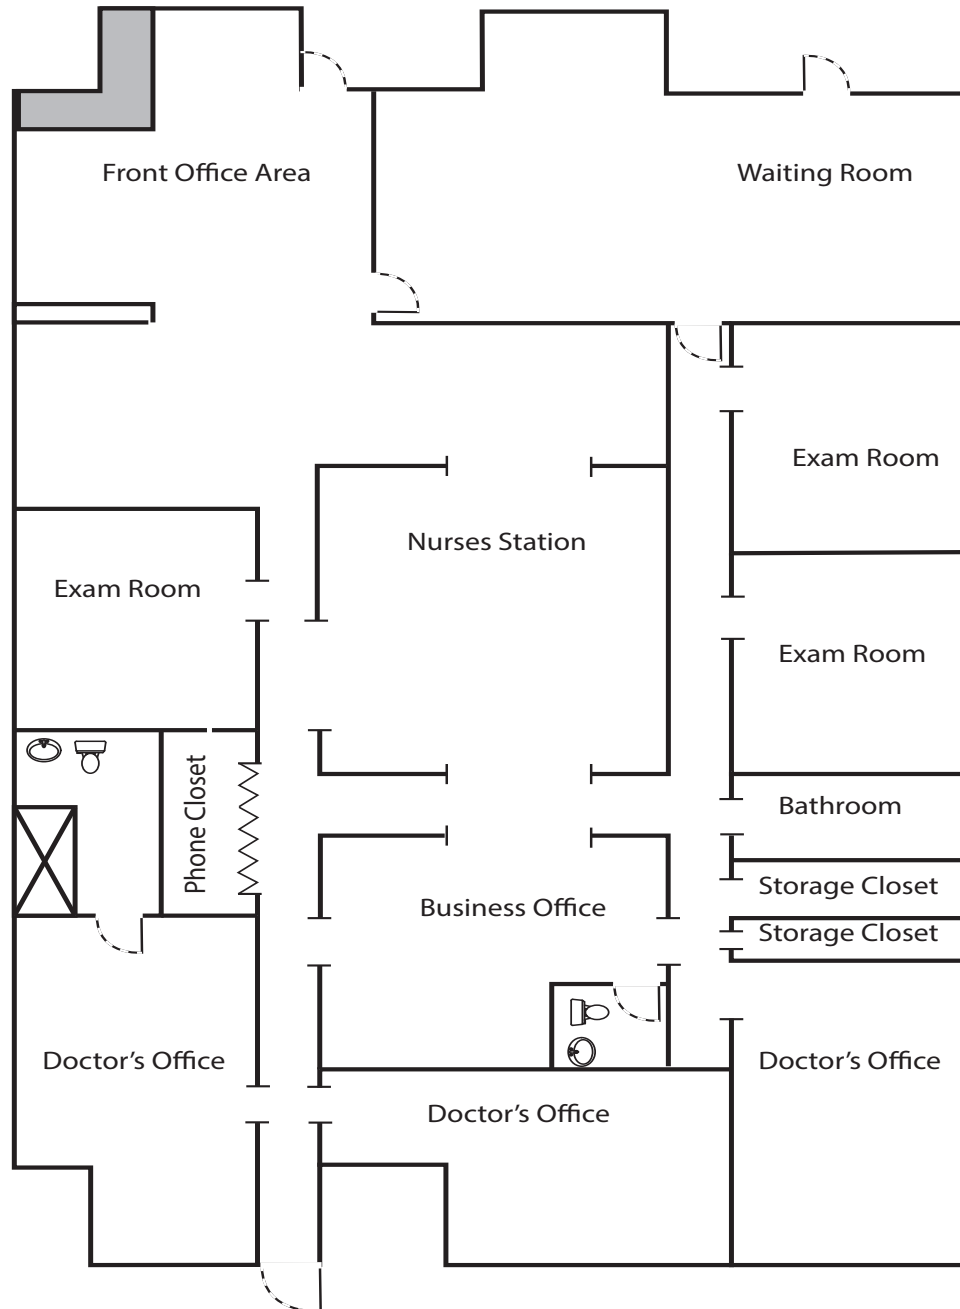 Front Office Area
Waiting Room
Exam Room
Nurses Station
Exam Room
Exam Room
Phone Closet
Bathroom
Storage Closet
Business Office
Storage Closet
Doctor's Office
Doctor's Office
Doctor's Office